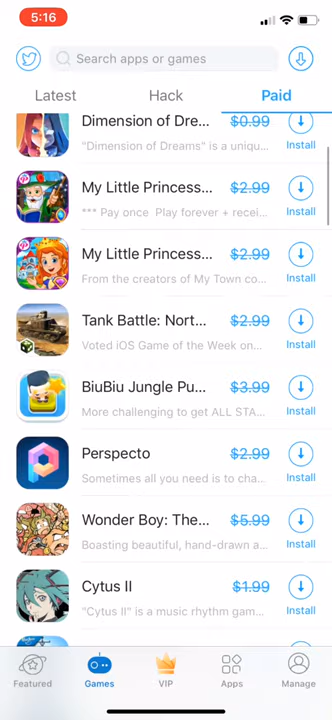 5:16
Search apps or games
Latest Hack Paid
Dimension of Dre... $0.99
"Dimension of Dreams" is a uniqu... Install
My Little Princess... $2.99
*** Pay once Play forever + recei... Install
My Little Princess... $2.99
From the creators of My Town co... Install
Tank Battle: Nort... $2.99
Voted iOS Game of the Week on... Install
BiuBiu Jungle Pu... $3.99
More challenging to get ALL STA... Install
Perspecto $2.99
Sometimes all you need is to cha... Install
Wonder Boy: The... $5.99
Boasting beautiful, hand-drawn a... Install
Cytus II $1.99
"Cytus II" is a music rhythm gam... Install
Featured Games VIP Apps Manage